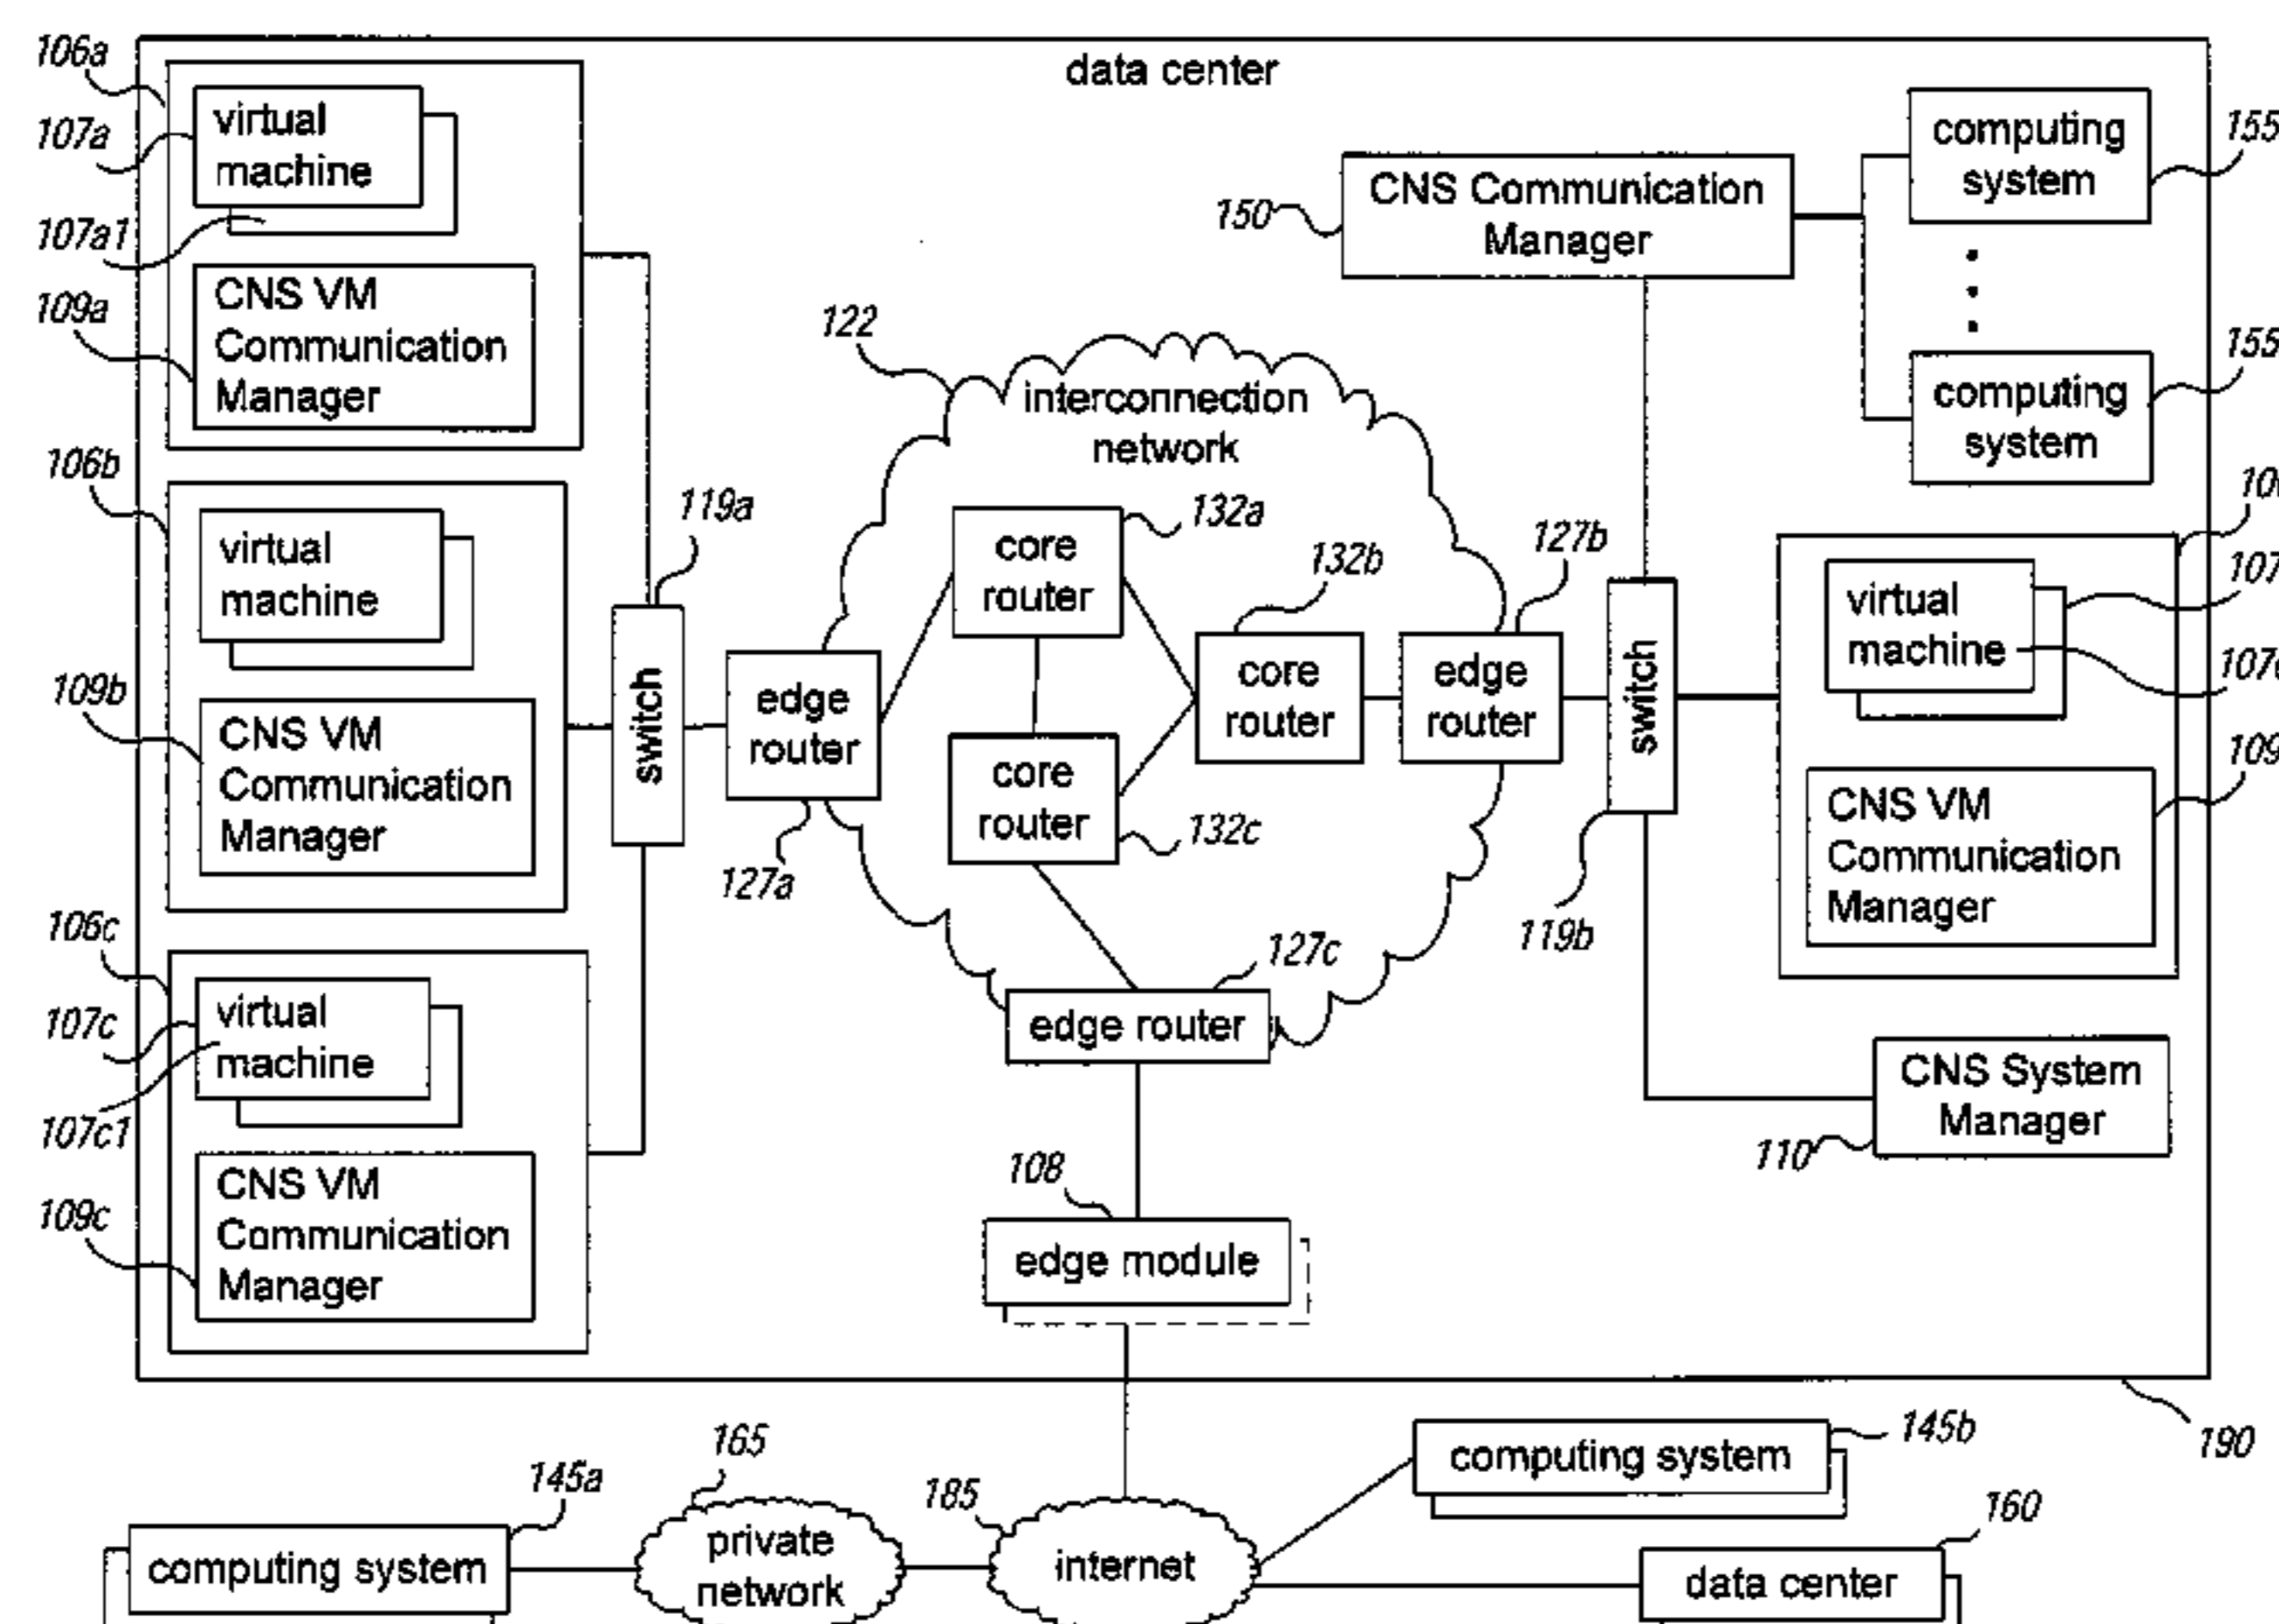 data center
106a
107a
virtual
machine
107a1
109a
CNS VM
Communication
Manager
106b
virtual
machine
109b
CNS VM
Communication
Manager
106c
107c
virtual
machine
107c1
109c
CNS VM
Communication
Manager
119a
switch
122
interconnection
network
edge
router
127a
132a
core
router
132b
core
router
core
router
132c
127b
edge
router
127c
edge router
108
edge module
150
CNS Communication
Manager
computing
system
155
computing
system
155
switch
119b
virtual
machine
107
CNS VM
Communication
Manager
109
CNS System
Manager
110
190
145a
computing system
165
private
network
185
internet
145b
computing system
160
data center